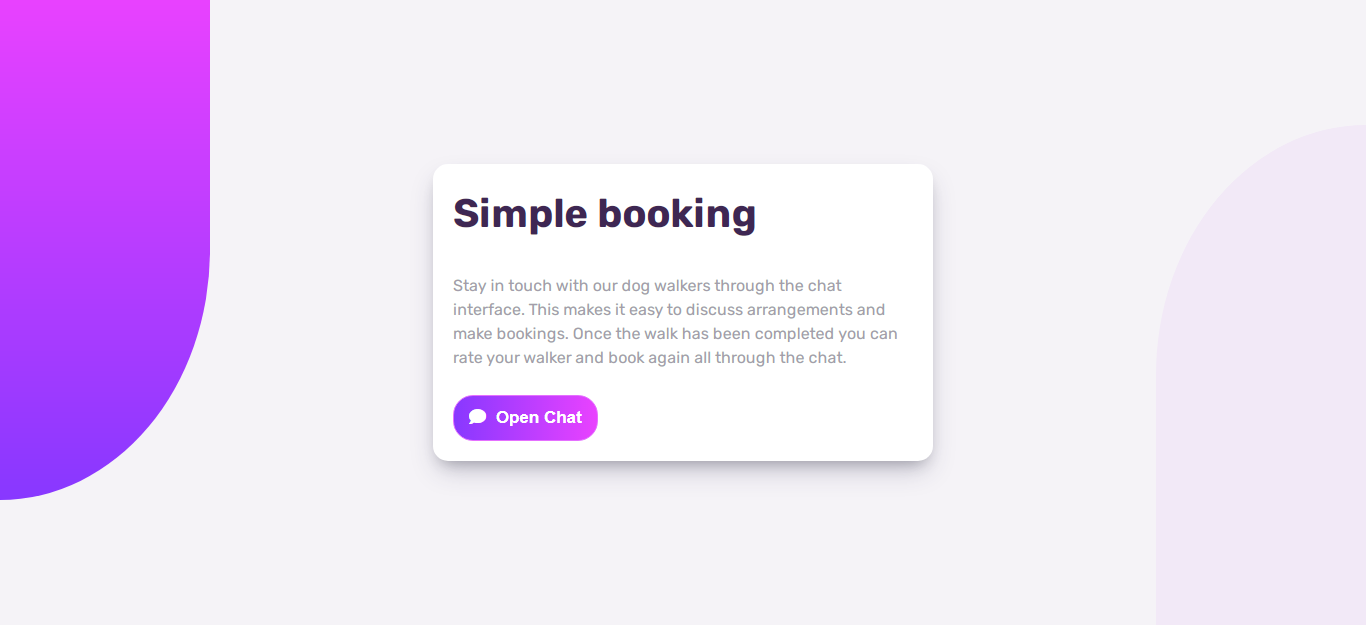 Simple booking
Stay in touch with our dog walkers through the chat
interface. This makes it easy to discuss arrangements and
make bookings. Once the walk has been completed you can
rate your walker and book again all through the chat.
Open Chat